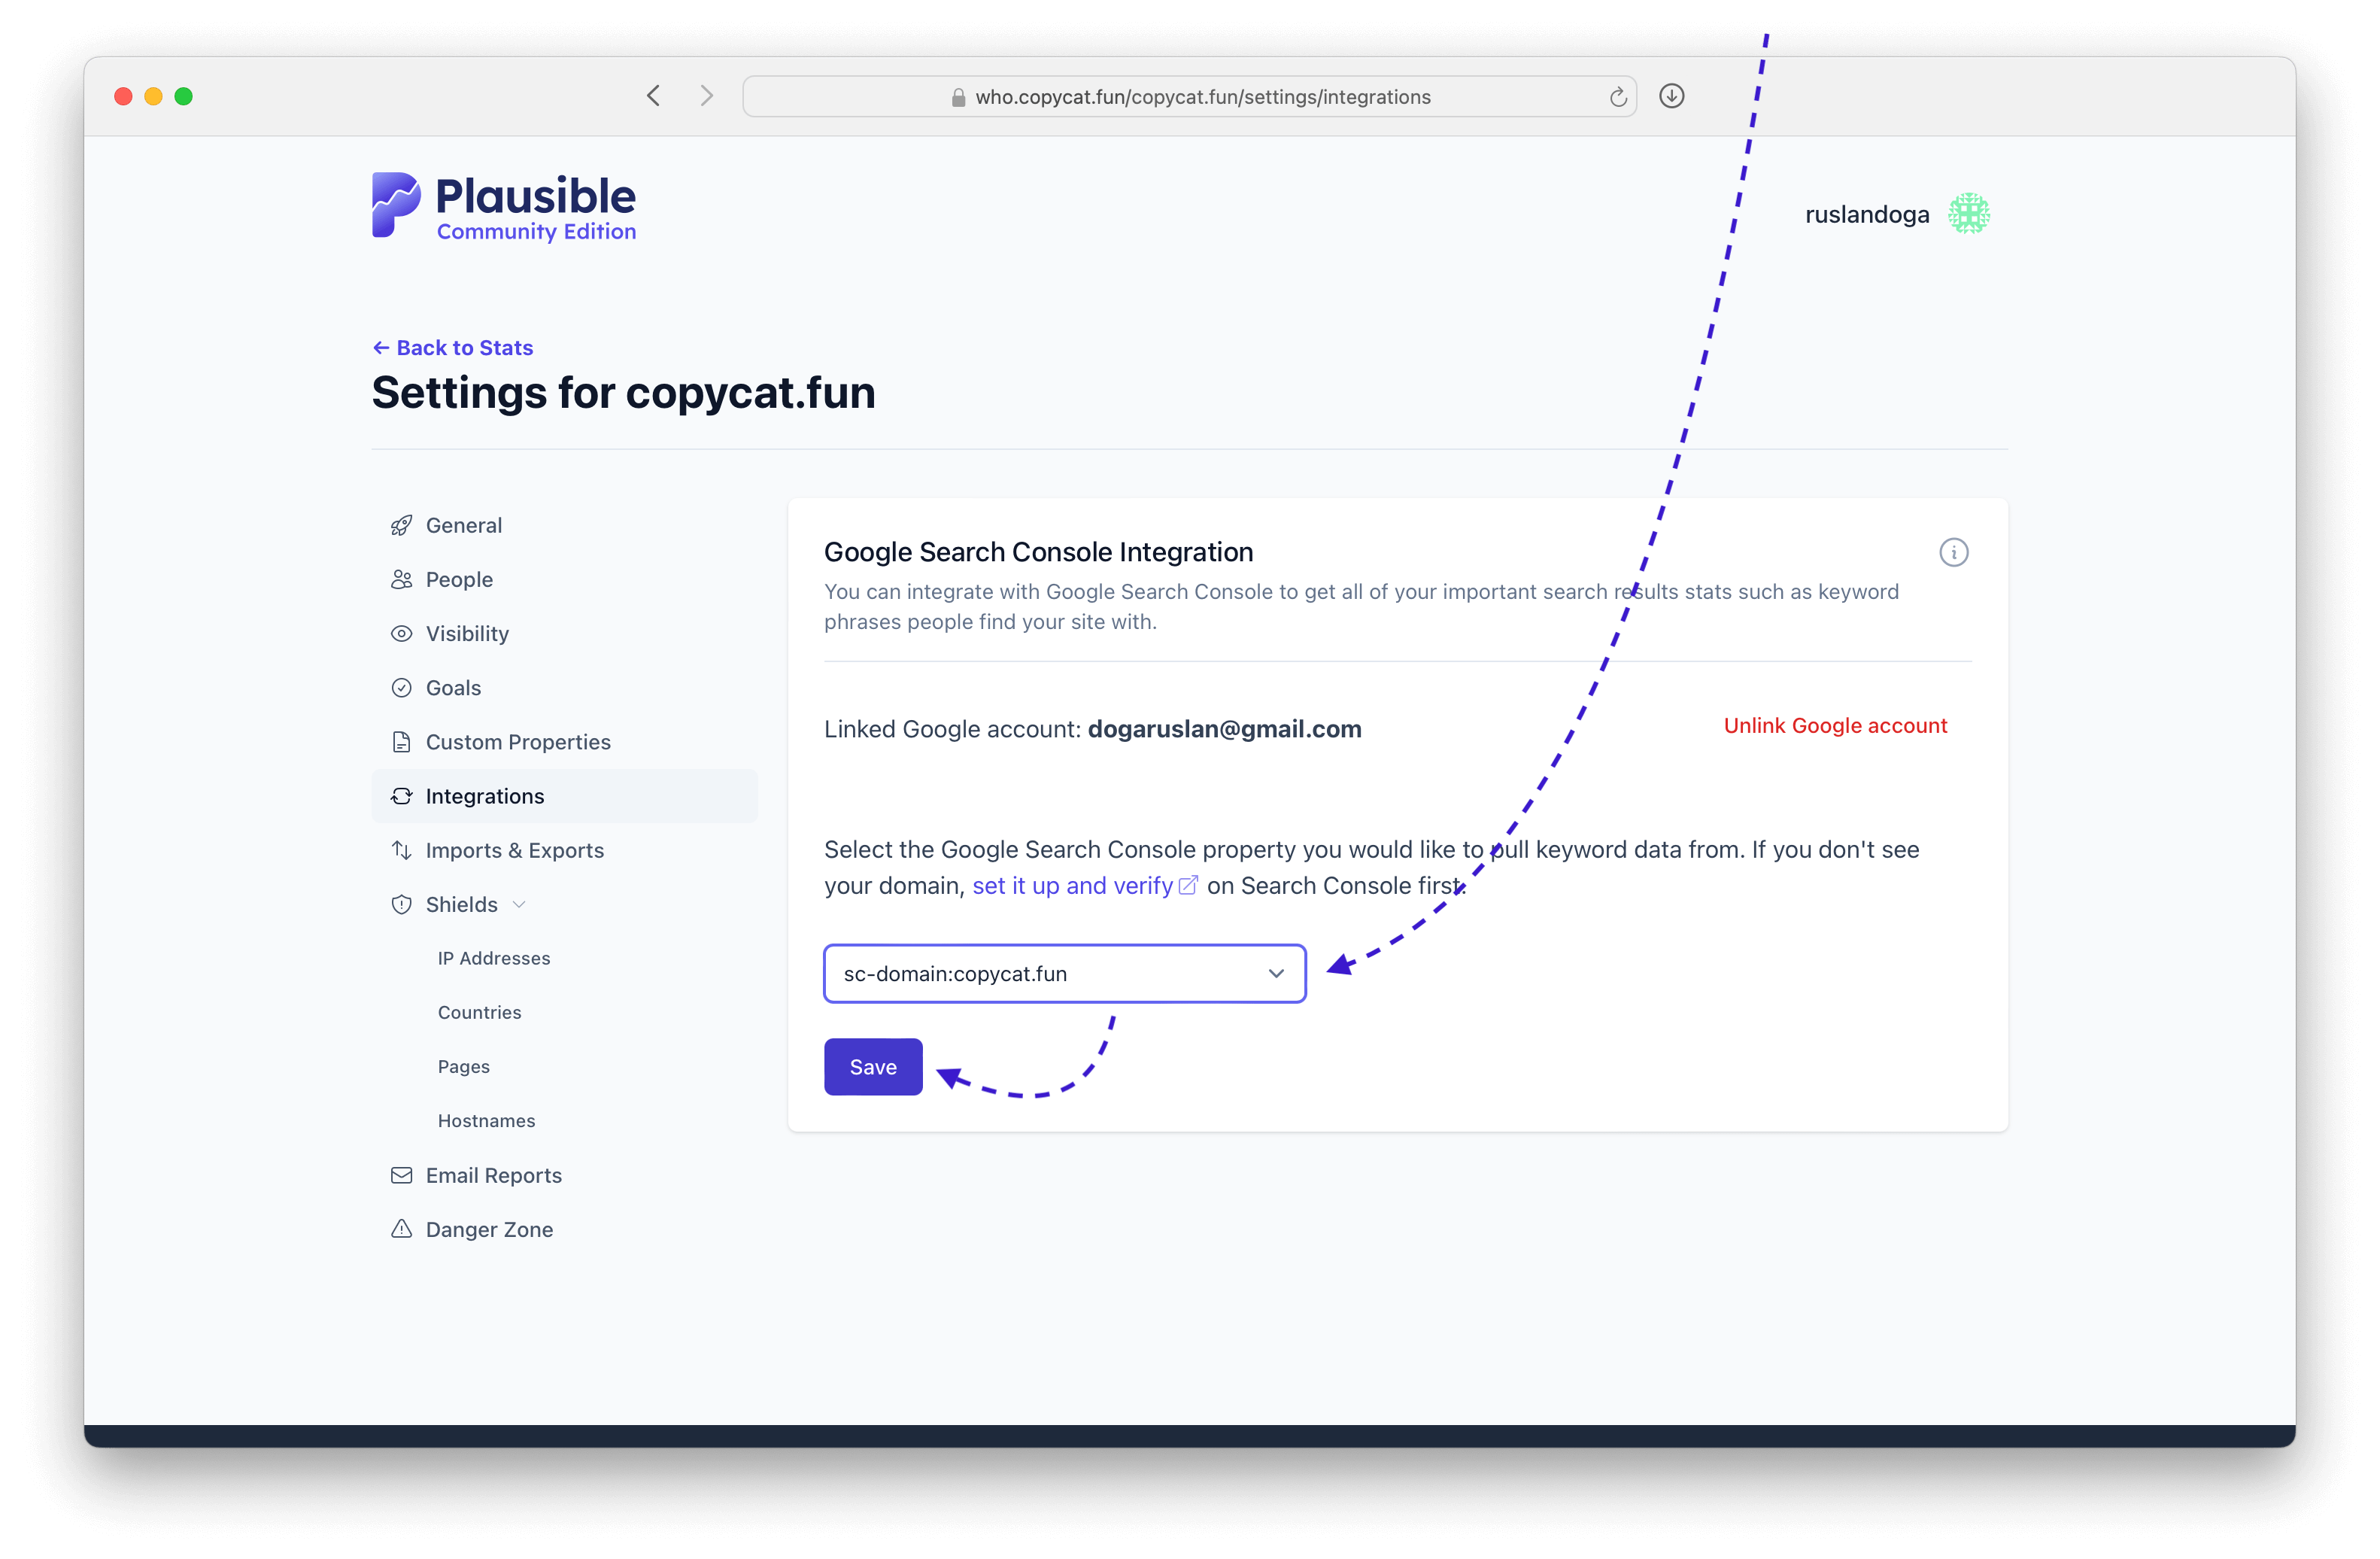 who.copycat.fun/copycat.fun/settings/integrations
Plausible
Community Edition
ruslandoga
← Back to Stats
Settings for copycat.fun
General
People
Visibility
Goals
Custom Properties
Integrations
Imports & Exports
Shields
IP Addresses
Countries
Pages
Hostnames
Email Reports
Danger Zone
Google Search Console Integration
You can integrate with Google Search Console to get all of your important search results stats such as keyword
phrases people find your site with.
Linked Google account: dogaruslan@gmail.com
Unlink Google account
Select the Google Search Console property you would like to pull keyword data from. If you don't see
your domain, set it up and verify on Search Console first.
sc-domain:copycat.fun
Save